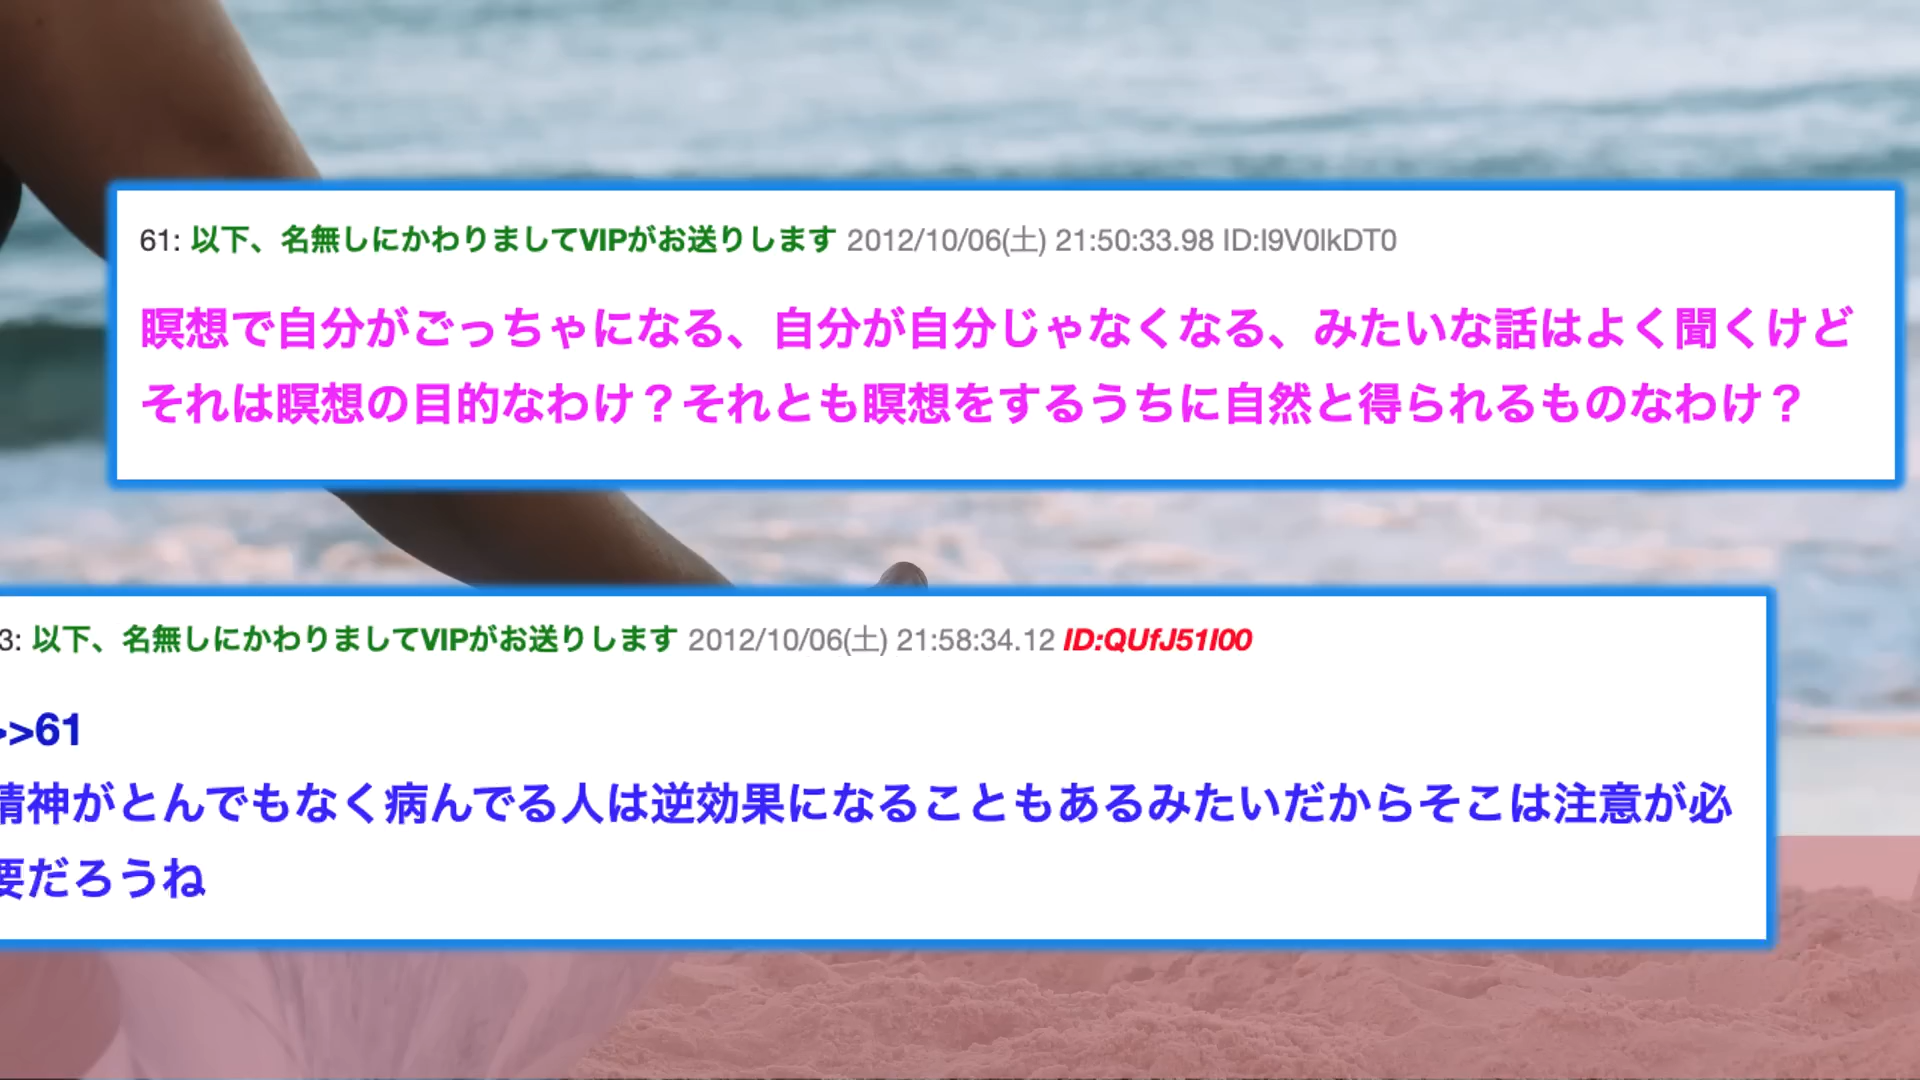 61: 以下、名無しにかわりましてVIPがお送りします 2012/10/06(土) 21:50:33.98 ID:I9V0lkDT0
瞑想で自分がごっちゃになる、自分が自分じゃなくなる、みたいな話はよく聞くけど
それは瞑想の目的なわけ？それとも瞑想をするうちに自然と得られるものなわけ？
3: 以下、名無しにかわりましてVIPがお送りします 2012/10/06(土) 21:58:34.12 ID:QUfJ51I00
>>61
精神がとんでもなく病んでる人は逆効果になることもあるみたいだからそこは注意が必
要だろうね